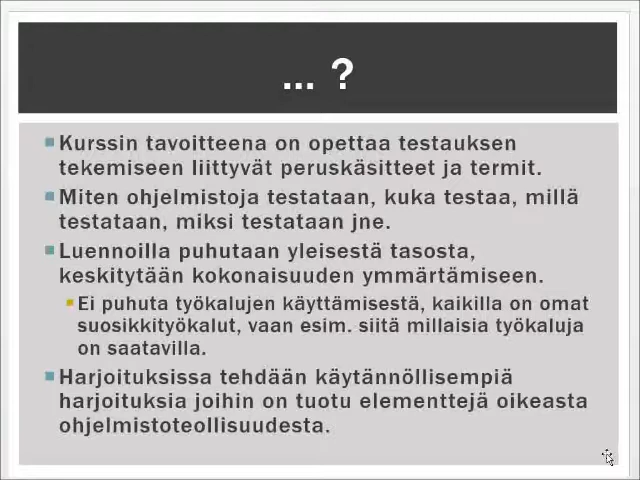 ... ?
Kurssin tavoitteena on opettaa testauksen
tekemiseen liittyvät peruskäsitteet ja termit.
Miten ohjelmistoja testataan, kuka testaa, millä
testataan, miksi testataan jne.
Luennoilla puhutaan yleisestä tasosta,
keskitytään kokonaisuuden ymmärtämiseen.
Ei puhuta työkalujen käyttämisestä, kaikilla on omat
suosikkityökalut, vaan esim. siitä millaisia työkaluja
on saatavilla.
Harjoituksissa tehdään käytännöllisempiä
harjoituksia joihin on tuotu elementtejä oikeasta
ohjelmistoteollisuudesta.